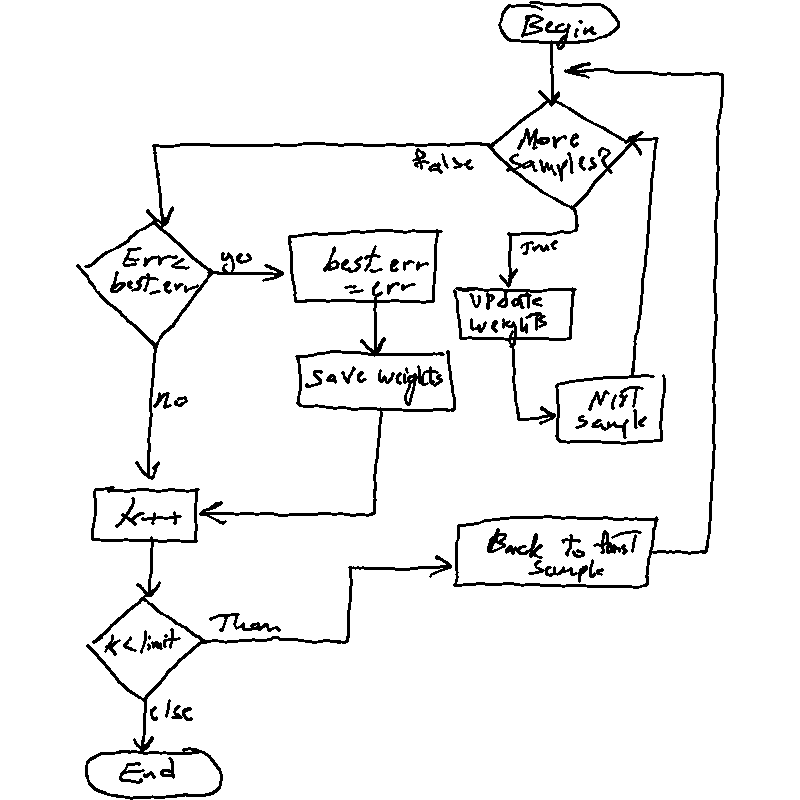 Begin
More
samples?
false
True
Err<
best_err
yes
best_err
= err
update
weights
save weights
Next
sample
no
k++
Back to first
sample
k<limit
Then
else
End